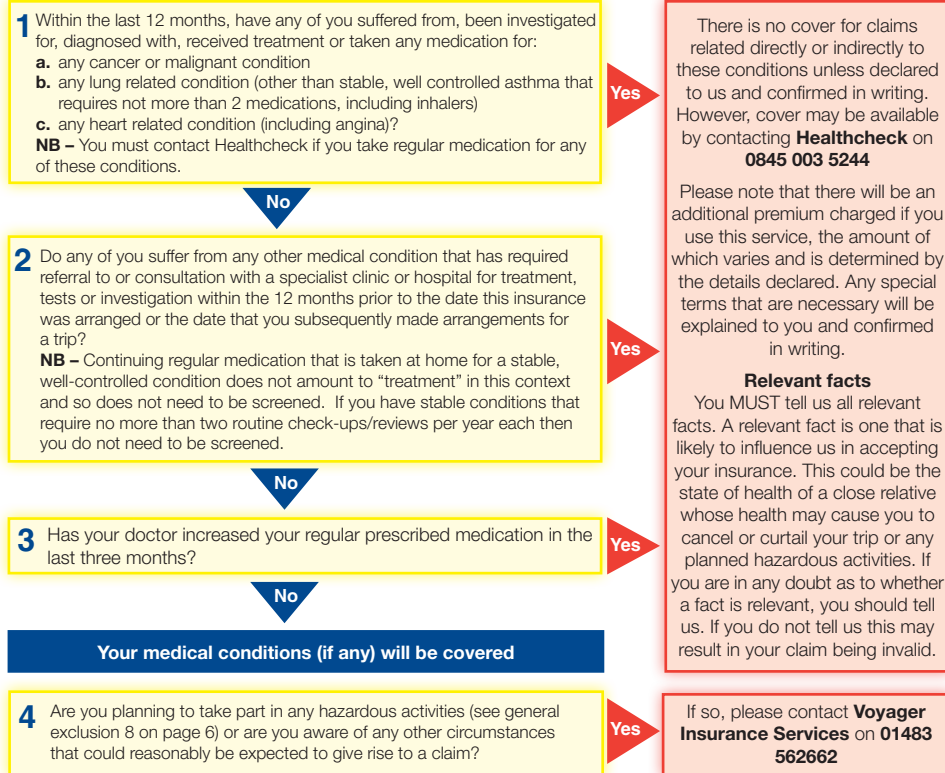 1 Within the last 12 months, have any of you suffered from, been investigated
for, diagnosed with, received treatment or taken any medication for:
a. any cancer or malignant condition
b. any lung related condition (other than stable, well controlled asthma that
requires not more than 2 medications, including inhalers)
c. any heart related condition (including angina)?
NB – You must contact Healthcheck if you take regular medication for any
of these conditions.
Yes
No
2 Do any of you suffer from any other medical condition that has required
referral to or consultation with a specialist clinic or hospital for treatment,
tests or investigation within the 12 months prior to the date this insurance
was arranged or the date that you subsequently made arrangements for
a trip?
NB – Continuing regular medication that is taken at home for a stable,
well-controlled condition does not amount to “treatment” in this context
and so does not need to be screened. If you have stable conditions that
require no more than two routine check-ups/reviews per year each then
you do not need to be screened.
Yes
No
3 Has your doctor increased your regular prescribed medication in the
last three months?
Yes
No
Your medical conditions (if any) will be covered
There is no cover for claims
related directly or indirectly to
these conditions unless declared
to us and confirmed in writing.
However, cover may be available
by contacting Healthcheck on
0845 003 5244
Please note that there will be an
additional premium charged if you
use this service, the amount of
which varies and is determined by
the details declared. Any special
terms that are necessary will be
explained to you and confirmed
in writing.
Relevant facts
You MUST tell us all relevant
facts. A relevant fact is one that is
likely to influence us in accepting
your insurance. This could be the
state of health of a close relative
whose health may cause you to
cancel or curtail your trip or any
planned hazardous activities. If
you are in any doubt as to whether
a fact is relevant, you should tell
us. If you do not tell us this may
result in your claim being invalid.
4 Are you planning to take part in any hazardous activities (see general
exclusion 8 on page 6) or are you aware of any other circumstances
that could reasonably be expected to give rise to a claim?
Yes
If so, please contact Voyager
Insurance Services on 01483
562662